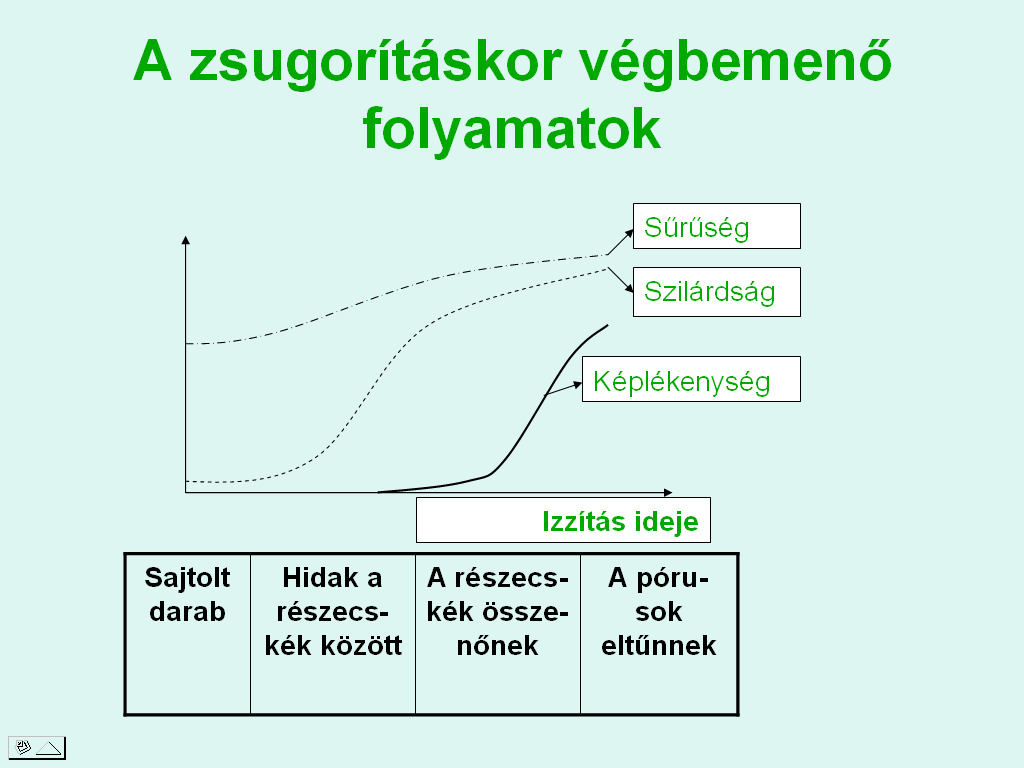 A zsugorításkor végbemenő
folyamatok
Sűrűség
Szilárdság
Képlékenység
Izzítás ideje
Sajtolt
darab
Hidak a
részecs-
kék között
A részecs-
kék össze-
nőnek
A póru-
sok
eltűnnek